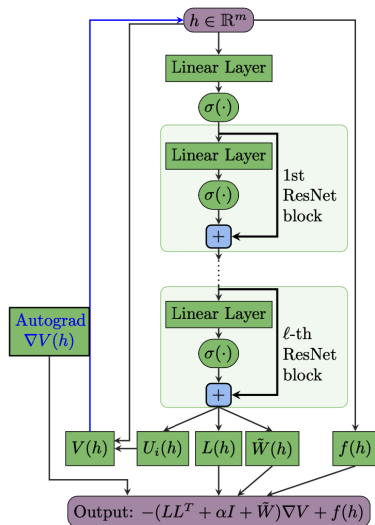 h ∈ ℝ^m
Linear Layer
σ(·)
Linear Layer
σ(·)
+
1st
ResNet
block
Linear Layer
σ(·)
+
ℓ-th
ResNet
block
Autograd
∇V(h)
V(h)
U_i(h)
L(h)
W̃(h)
f(h)
Output: −(LL^T + αI + W̃)∇V + f(h)